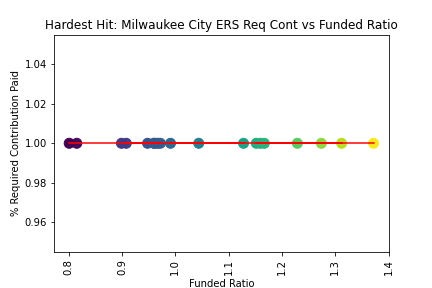 Hardest Hit: Milwaukee City ERS Req Cont vs Funded Ratio
% Required Contribution Paid
1.04
1.02
1.00
0.98
0.96
0.8 0.9 1.0 1.1 1.2 1.3 1.4
Funded Ratio